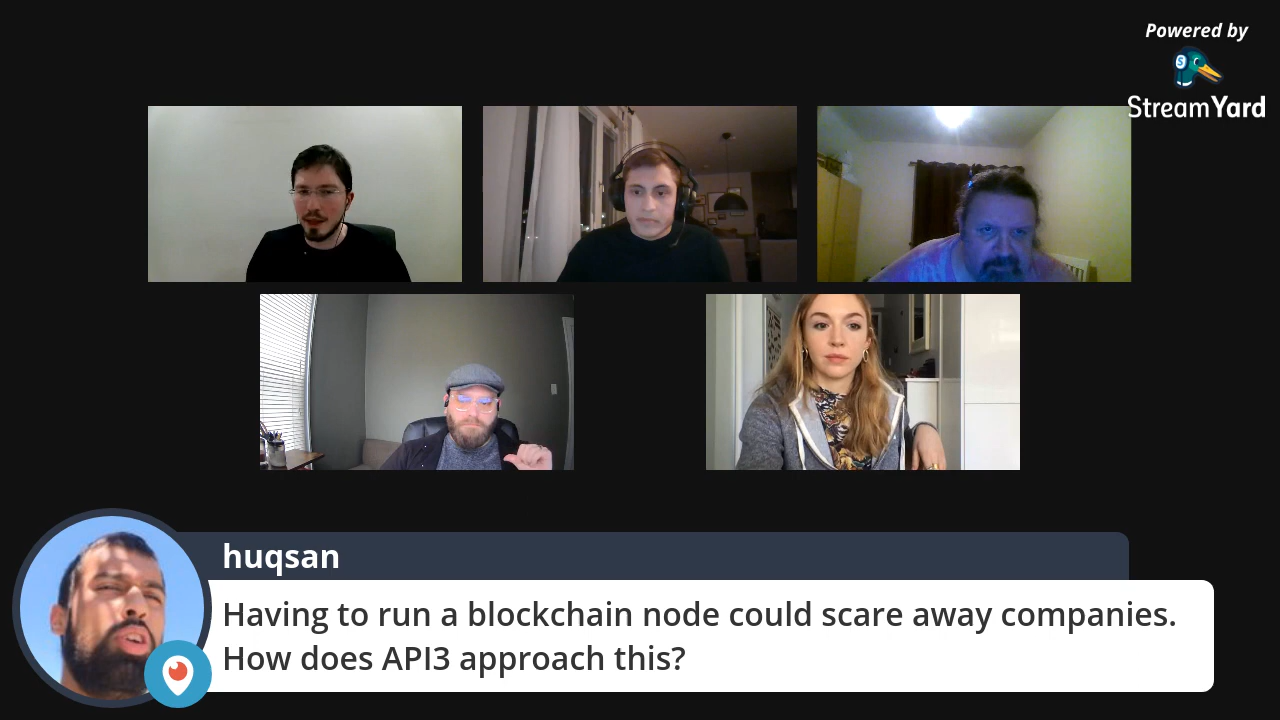 Powered by
StreamYard
huqsan
Having to run a blockchain node could scare away companies.
How does API3 approach this?